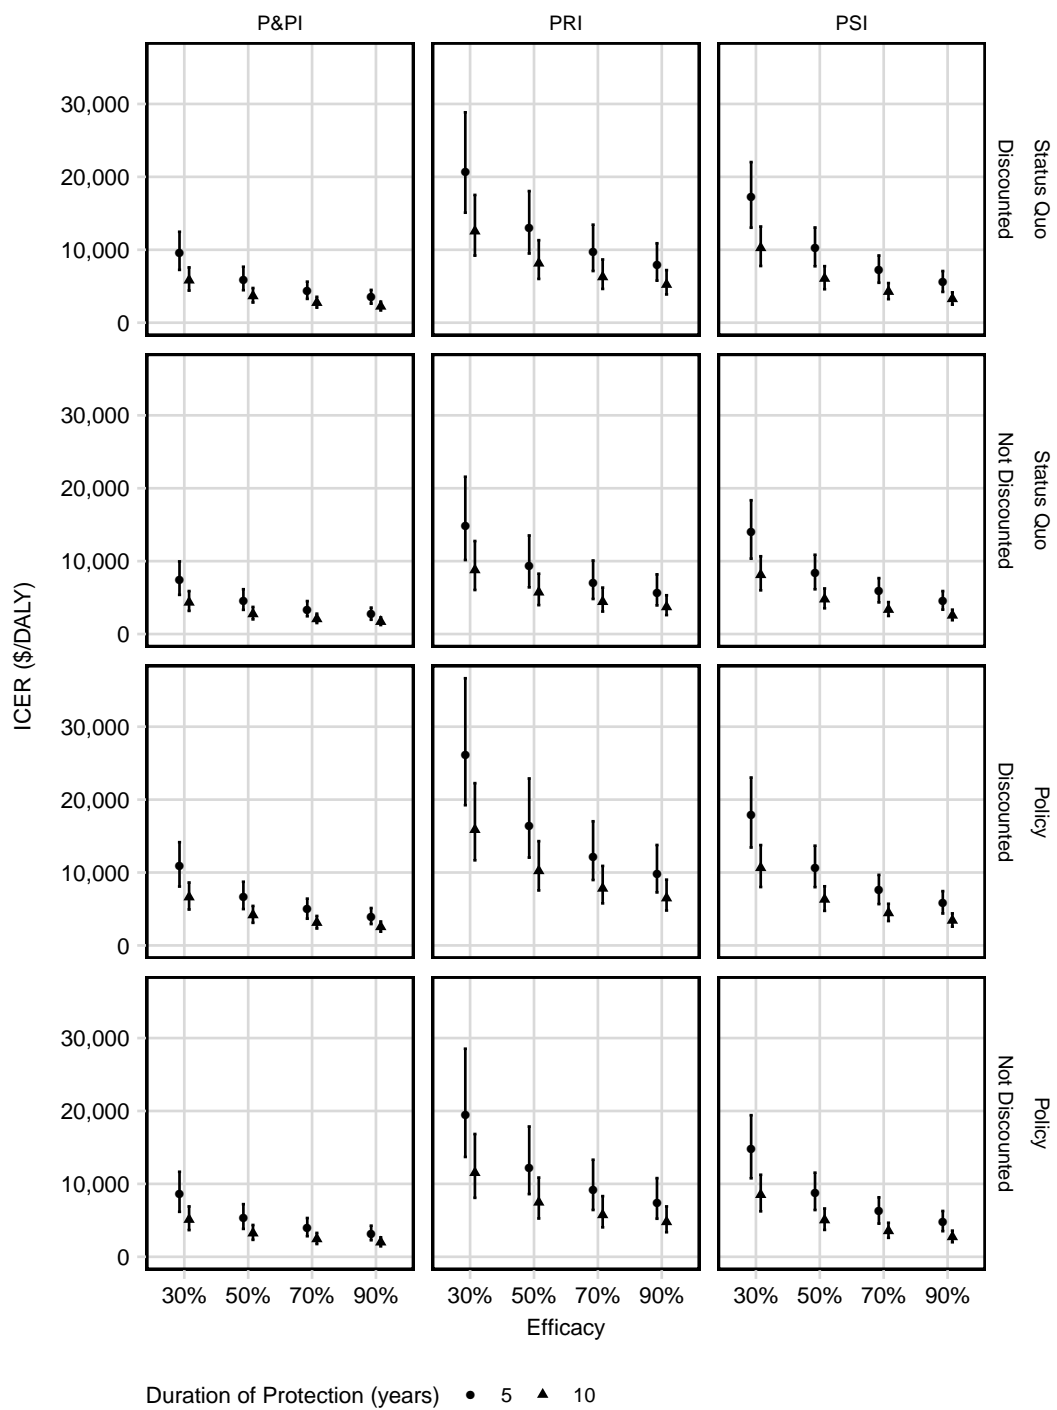 P&PI PRI PSI
30,000
20,000
10,000
0
Status Quo
Discounted
30,000
20,000
10,000
0
Status Quo
Not Discounted
ICER ($/DALY)
30,000
20,000
10,000
0
Policy
Discounted
30,000
20,000
10,000
0
Policy
Not Discounted
30% 50% 70% 90% 30% 50% 70% 90% 30% 50% 70% 90%
Efficacy
Duration of Protection (years) 5 10